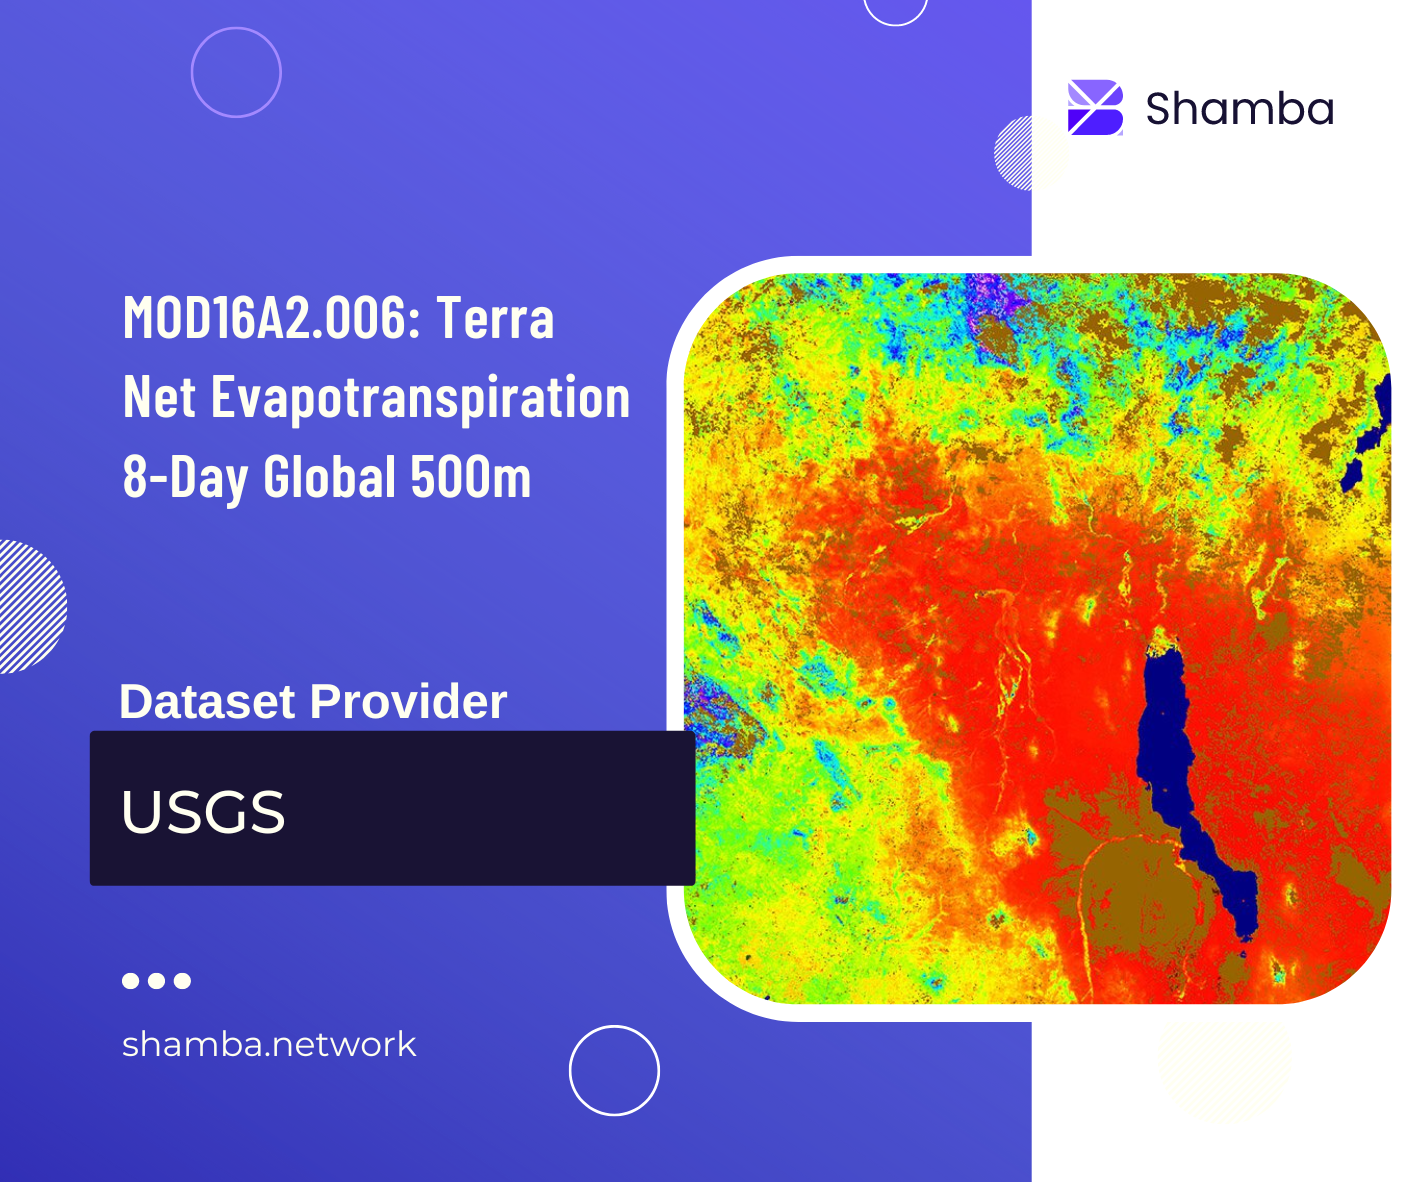 Shamba
MOD16A2.006: Terra
Net Evapotranspiration
8-Day Global 500m
Dataset Provider
USGS
shamba.network